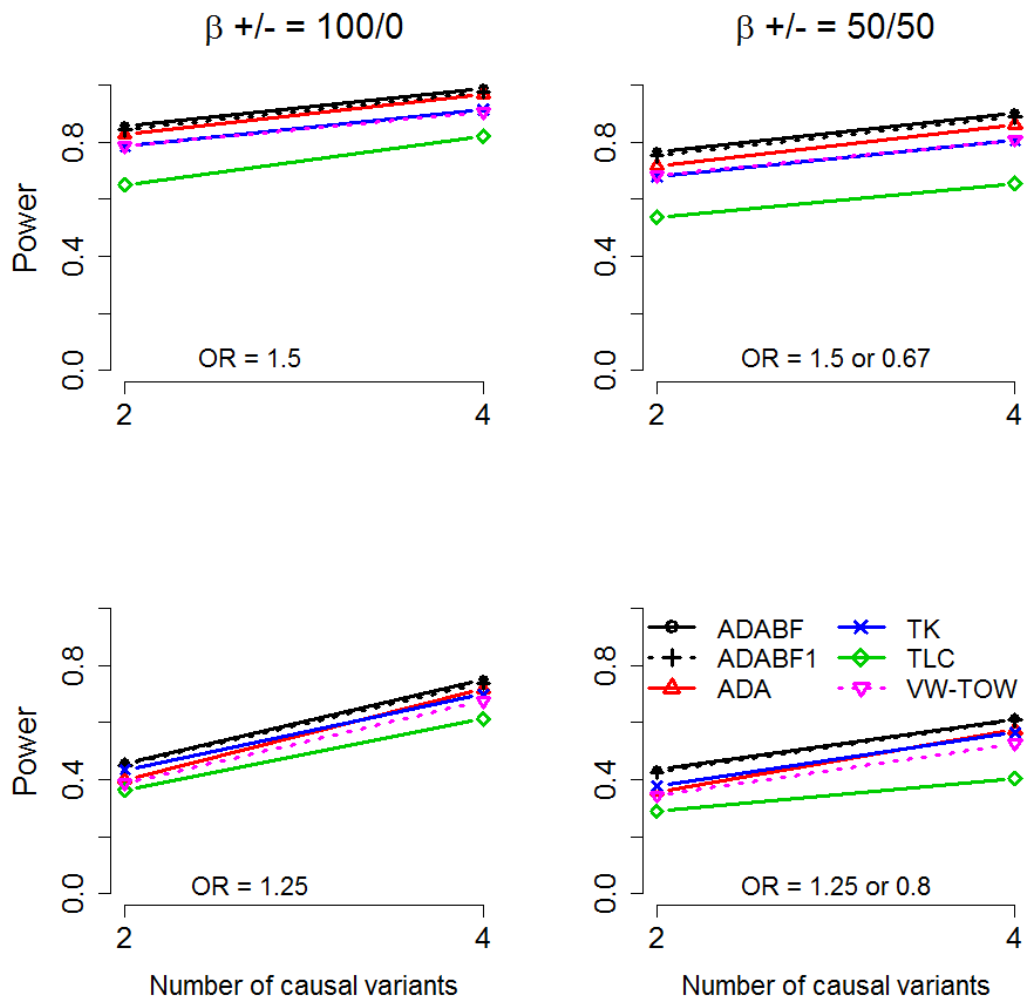 β +/- = 100/0
β +/- = 50/50
Power
0.0
0.4
0.8
OR = 1.5
2
4
0.0
0.4
0.8
OR = 1.5 or 0.67
2
4
Power
0.0
0.4
0.8
OR = 1.25
2
4
Number of causal variants
0.0
0.4
0.8
ADABF
ADABF1
ADA
TK
TLC
VW-TOW
OR = 1.25 or 0.8
2
4
Number of causal variants